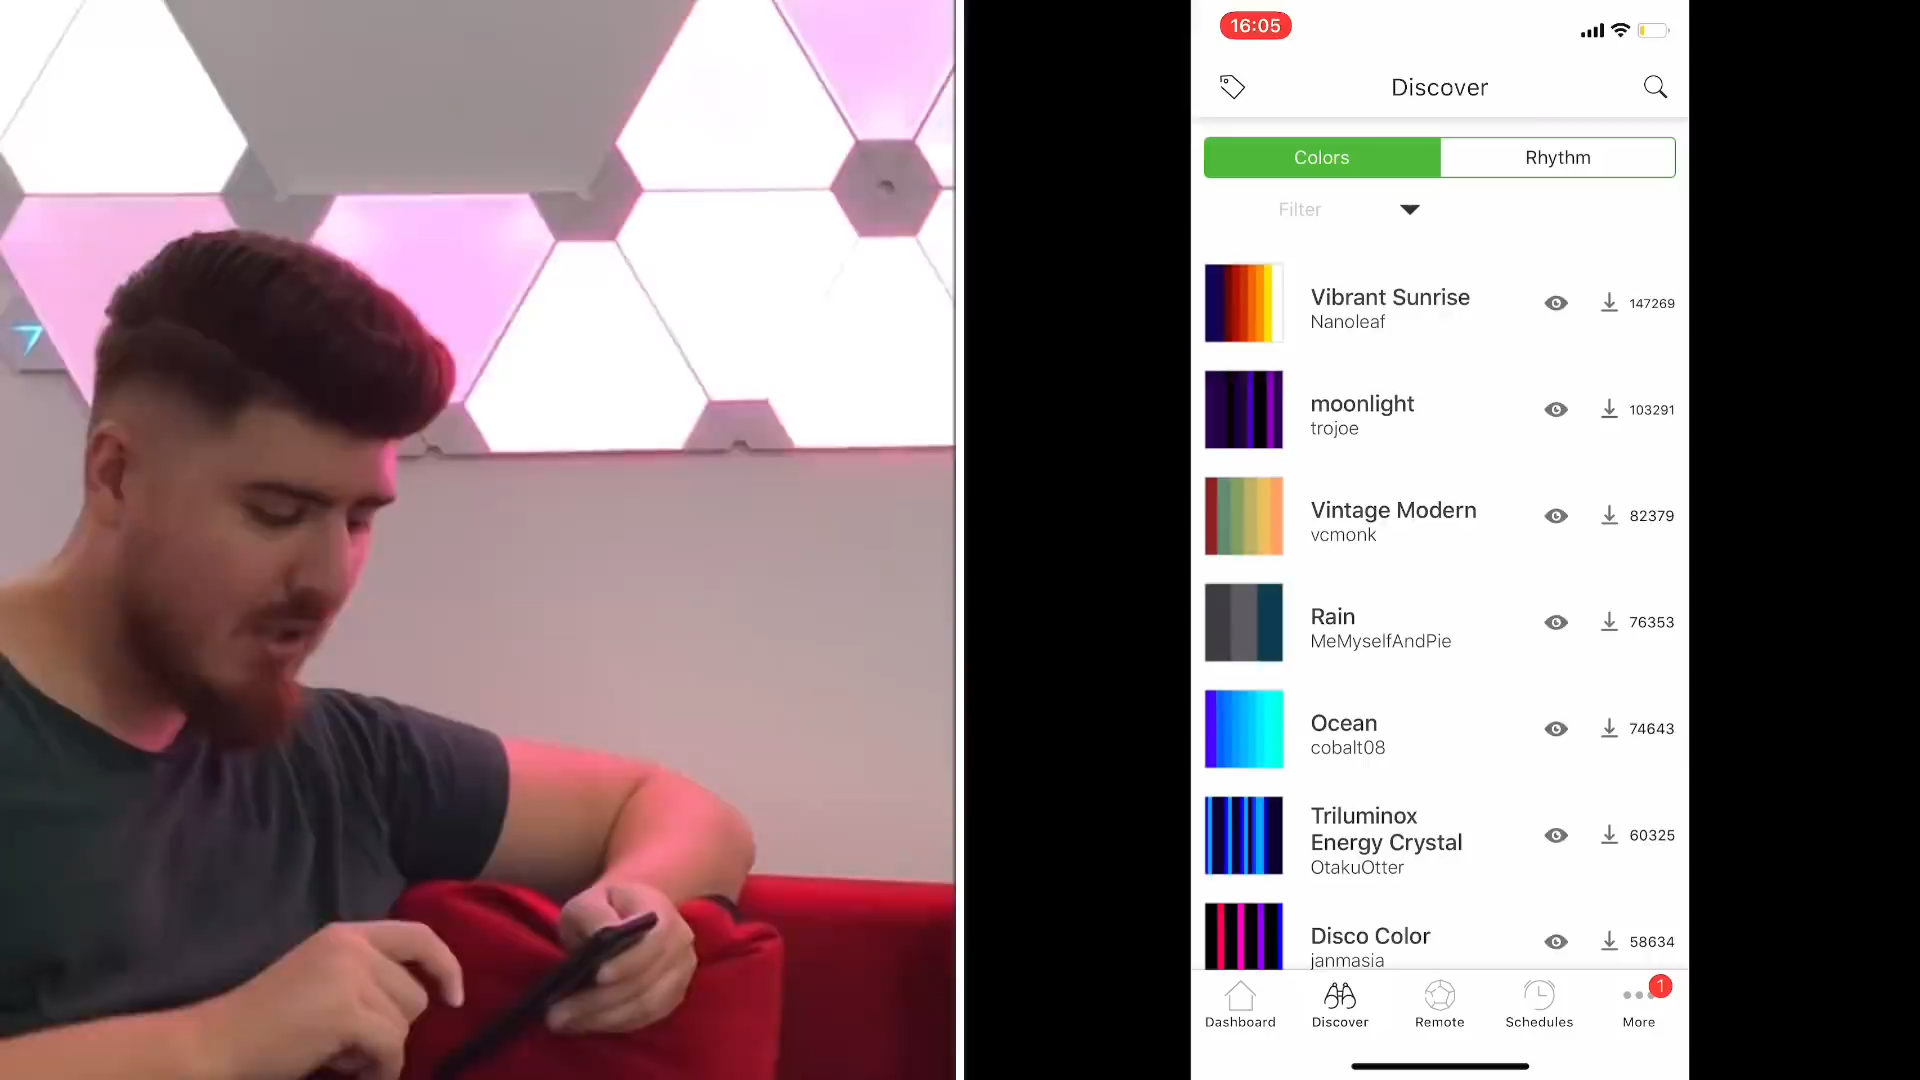 16:05
Discover
Colors
Rhythm
Filter
Vibrant Sunrise
Nanoleaf
147269
moonlight
trojoe
103291
Vintage Modern
vcmonk
82379
Rain
MeMyselfAndPie
76353
Ocean
cobalt08
74643
Triluminox
Energy Crystal
OtakuOtter
60325
Disco Color
janmasia
58634
Dashboard
Discover
Remote
Schedules
More
1